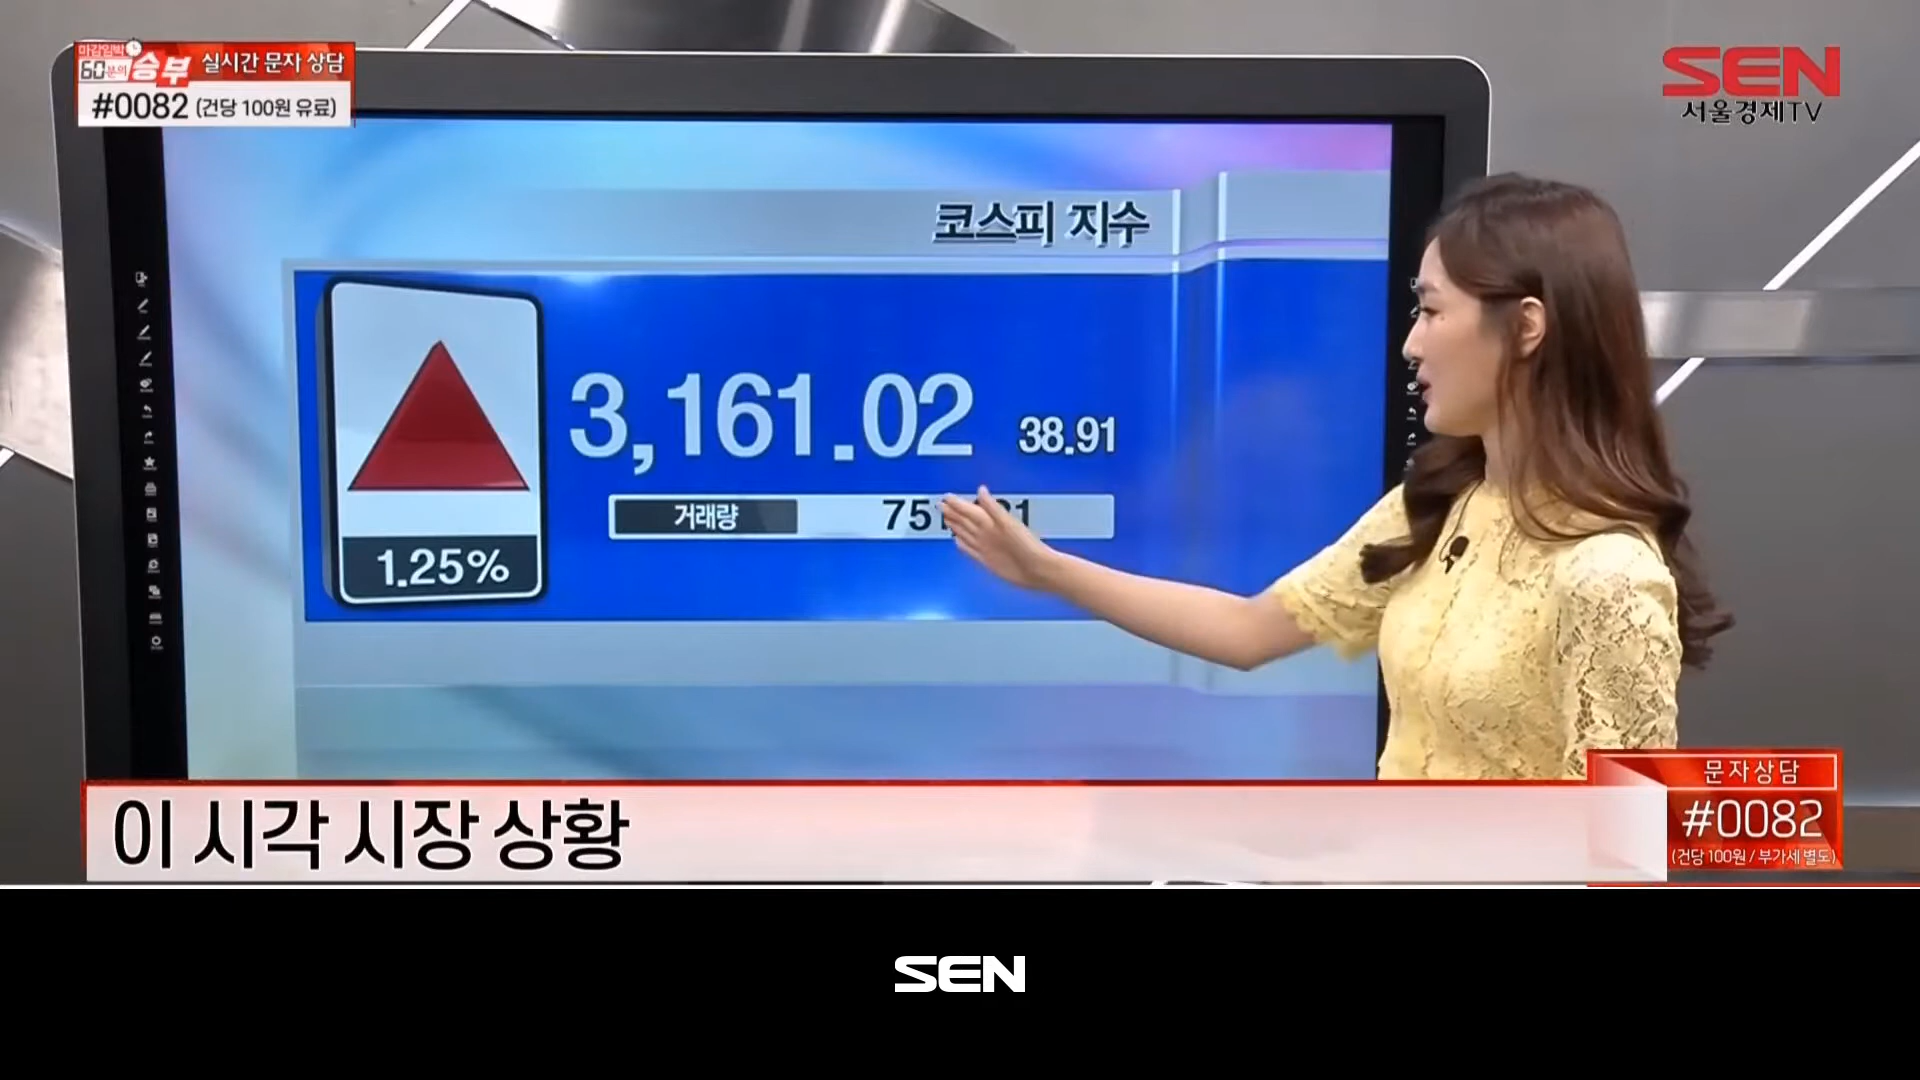 마감임박
60분의 승부 실시간 문자 상담
#0082 (건당 100원 유료)
SEN
서울경제TV
코스피 지수
3,161.02 38.91
거래량
1.25%
문자상담
#0082
(건당 100원 / 부가세 별도)
이 시각 시장 상황
SEN